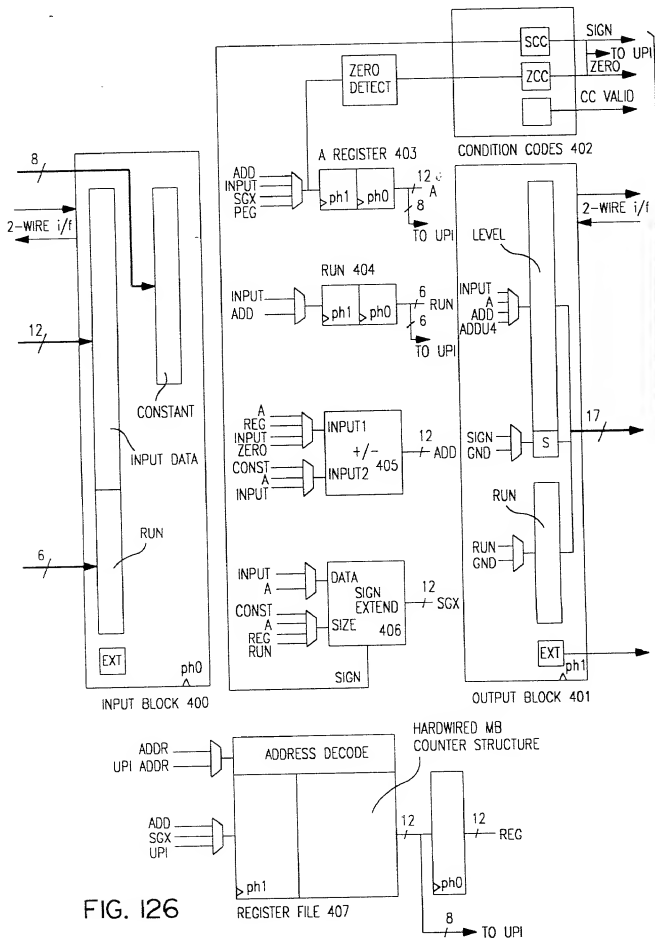 SCC
SIGN
TO UPI
ZCC
ZERO
CC VALID
CONDITION CODES 402
ZERO
DETECT
8
2-WIRE i/f
12
6
CONSTANT
INPUT DATA
RUN
EXT
ph0
INPUT BLOCK 400
A REGISTER 403
ADD
INPUT
SGX
PEG
ph1
ph0
12
A
8
TO UPI
RUN 404
INPUT
ADD
ph1
ph0
6
RUN
6
TO UPI
A
REG
INPUT
ZERO
INPUT1
+/-
405
CONST
A
INPUT
INPUT2
12
ADD
INPUT
A
DATA
SIGN
EXTEND
406
CONST
A
REG
RUN
SIZE
12
SGX
SIGN
2-WIRE i/f
LEVEL
INPUT
A
ADD
ADDU4
17
SIGN
GND
S
RUN
RUN
GND
EXT
ph1
OUTPUT BLOCK 401
HARDWIRED MB
COUNTER STRUCTURE
ADDR
UPI ADDR
ADDRESS DECODE
ADD
SGX
UPI
ph1
12
12
REG
ph0
8
TO UPI
REGISTER FILE 407
FIG. 126